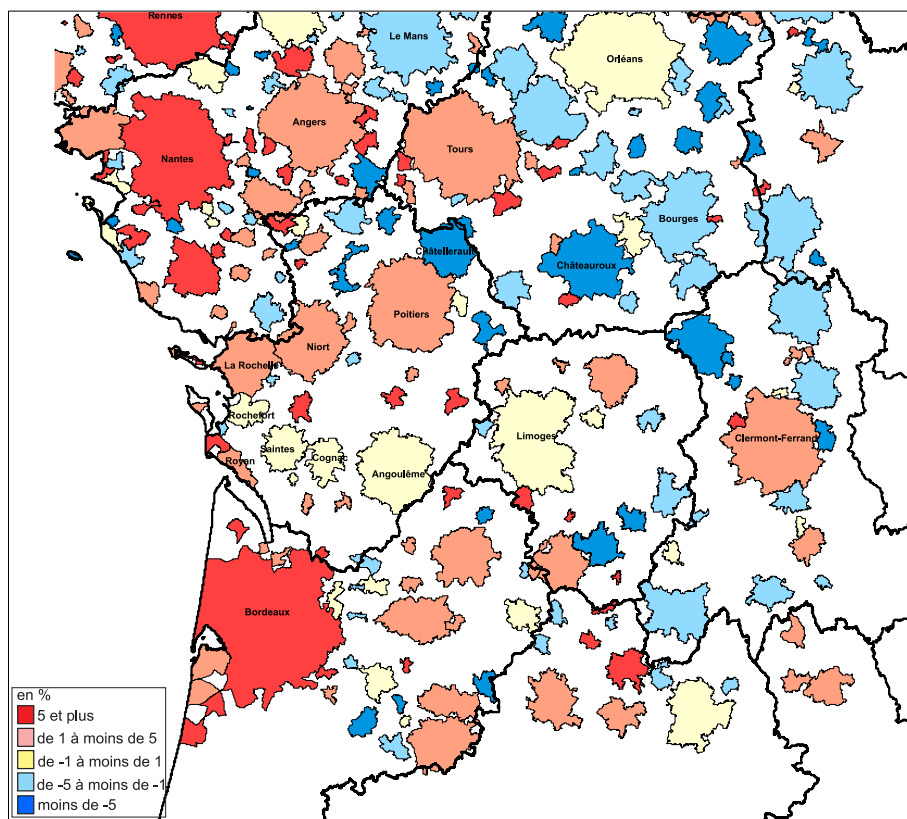 Rennes
Le Mans
Orléans
Angers
Nantes
Tours
Bourges
Châtellerault
Châteauroux
Poitiers
Niort
La Rochelle
Rochefort
Limoges
Clermont-Ferrand
Saintes
Cognac
Royan
Angoulême
Bordeaux
en %
5 et plus
de 1 à moins de 5
de -1 à moins de 1
de -5 à moins de -1
moins de -5